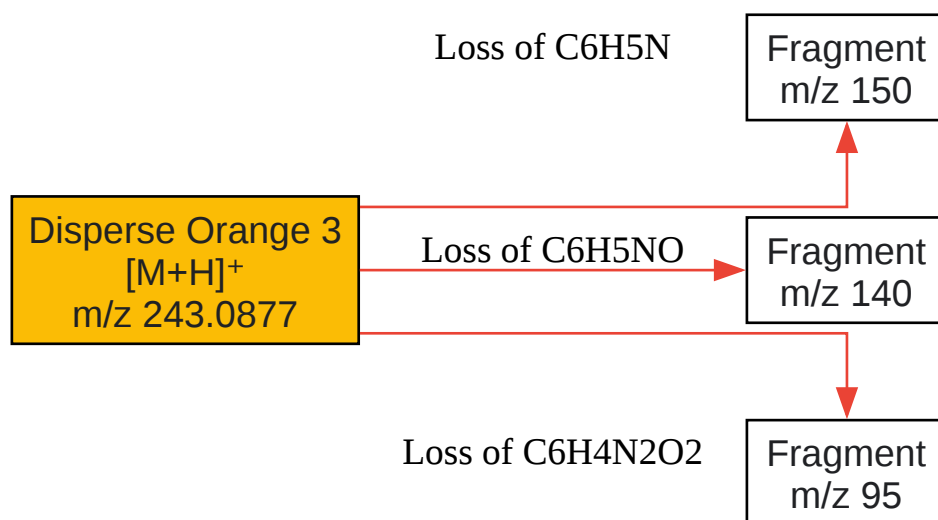 Loss of C6H5N
Fragment
m/z 150
Disperse Orange 3
[M+H]⁺
m/z 243.0877
Loss of C6H5NO
Fragment
m/z 140
Loss of C6H4N2O2
Fragment
m/z 95